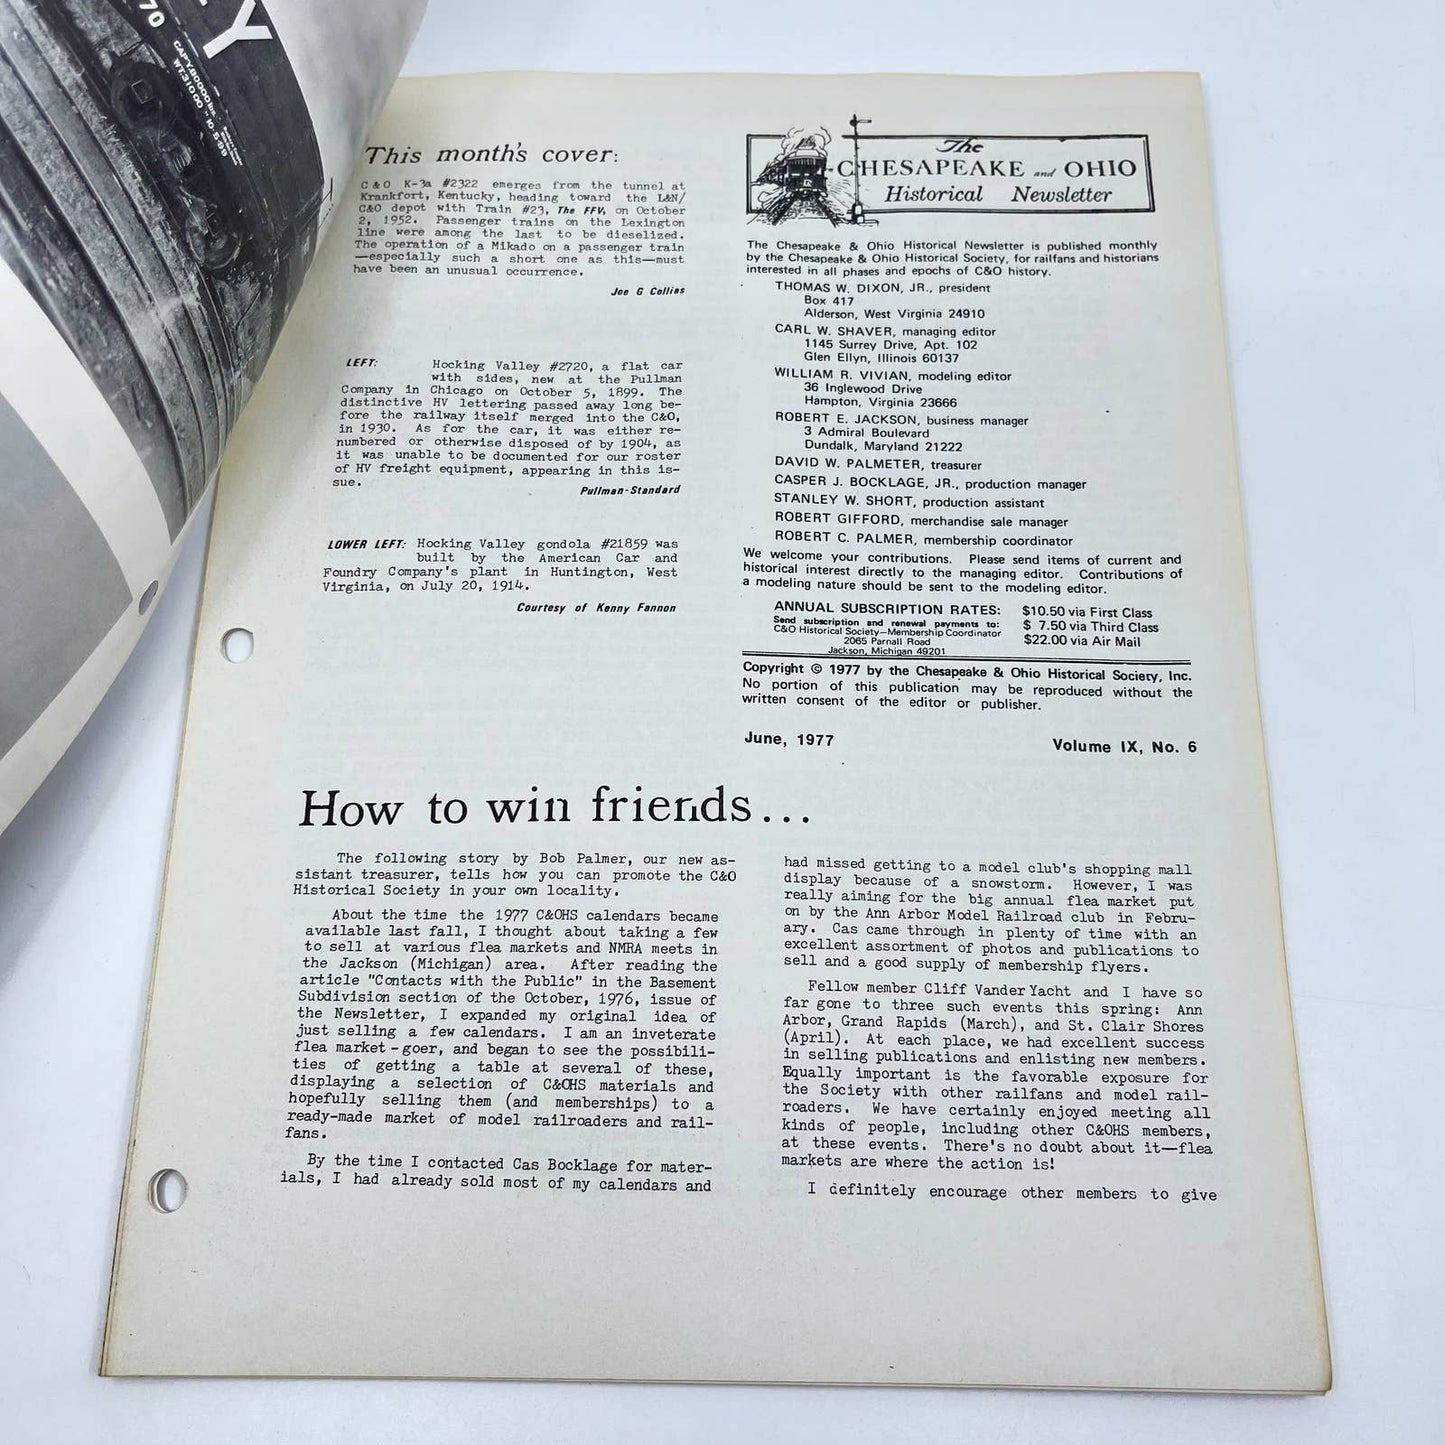 70
CAPY.80000lbs
WT.31000 " 10-5-99
Y
This month's cover:
C & O K-3a #2322 emerges from the tunnel at
Krankfort, Kentucky, heading toward the L&N/
C&O depot with Train #23, The FFV, on October
2, 1952. Passenger trains on the Lexington
line were among the last to be dieselized.
The operation of a Mikado on a passenger train
—especially such a short one as this—must
have been an unusual occurrence.
Joe G Collias
LEFT: Hocking Valley #2720, a flat car
with sides, new at the Pullman
Company in Chicago on October 5, 1899. The
distinctive HV lettering passed away long be-
fore the railway itself merged into the C&O,
in 1930. As for the car, it was either re-
numbered or otherwise disposed of by 1904, as
it was unable to be documented for our roster
of HV freight equipment, appearing in this is-
sue.
Pullman-Standard
LOWER LEFT: Hocking Valley gondola #21859 was
built by the American Car and
Foundry Company's plant in Huntington, West
Virginia, on July 20, 1914.
Courtesy of Kenny Fannon
The
CHESAPEAKE and OHIO
Historical Newsletter
The Chesapeake & Ohio Historical Newsletter is published monthly
by the Chesapeake & Ohio Historical Society, for railfans and historians
interested in all phases and epochs of C&O history.
THOMAS W. DIXON, JR., president
Box 417
Alderson, West Virginia 24910
CARL W. SHAVER, managing editor
1145 Surrey Drive, Apt. 102
Glen Ellyn, Illinois 60137
WILLIAM R. VIVIAN, modeling editor
36 Inglewood Drive
Hampton, Virginia 23666
ROBERT E. JACKSON, business manager
3 Admiral Boulevard
Dundalk, Maryland 21222
DAVID W. PALMETER, treasurer
CASPER J. BOCKLAGE, JR., production manager
STANLEY W. SHORT, production assistant
ROBERT GIFFORD, merchandise sale manager
ROBERT C. PALMER, membership coordinator
We welcome your contributions. Please send items of current and
historical interest directly to the managing editor. Contributions of
a modeling nature should be sent to the modeling editor.
ANNUAL SUBSCRIPTION RATES: $10.50 via First Class
Send subscription and renewal payments to: $ 7.50 via Third Class
C&O Historical Society—Membership Coordinator
2065 Parnall Road $22.00 via Air Mail
Jackson, Michigan 49201
Copyright © 1977 by the Chesapeake & Ohio Historical Society, Inc.
No portion of this publication may be reproduced without the
written consent of the editor or publisher.
June, 1977 Volume IX, No. 6
How to win friends...
The following story by Bob Palmer, our new as-
sistant treasurer, tells how you can promote the C&O
Historical Society in your own locality.
About the time the 1977 C&OHS calendars became
available last fall, I thought about taking a few
to sell at various flea markets and NMRA meets in
the Jackson (Michigan) area. After reading the
article "Contacts with the Public" in the Basement
Subdivision section of the October, 1976, issue of
the Newsletter, I expanded my original idea of
just selling a few calendars. I am an inveterate
flea market-goer, and began to see the possibili-
ties of getting a table at several of these,
displaying a selection of C&OHS materials and
hopefully selling them (and memberships) to a
ready-made market of model railroaders and rail-
fans.
By the time I contacted Cas Bocklage for mater-
ials, I had already sold most of my calendars and
had missed getting to a model club's shopping mall
display because of a snowstorm. However, I was
really aiming for the big annual flea market put
on by the Ann Arbor Model Railroad club in Febru-
ary. Cas came through in plenty of time with an
excellent assortment of photos and publications to
sell and a good supply of membership flyers.
Fellow member Cliff VanderYacht and I have so
far gone to three such events this spring: Ann
Arbor, Grand Rapids (March), and St. Clair Shores
(April). At each place, we had excellent success
in selling publications and enlisting new members.
Equally important is the favorable exposure for
the Society with other railfans and model rail-
roaders. We have certainly enjoyed meeting all
kinds of people, including other C&OHS members,
at these events. There's no doubt about it—flea
markets are where the action is!
I definitely encourage other members to give